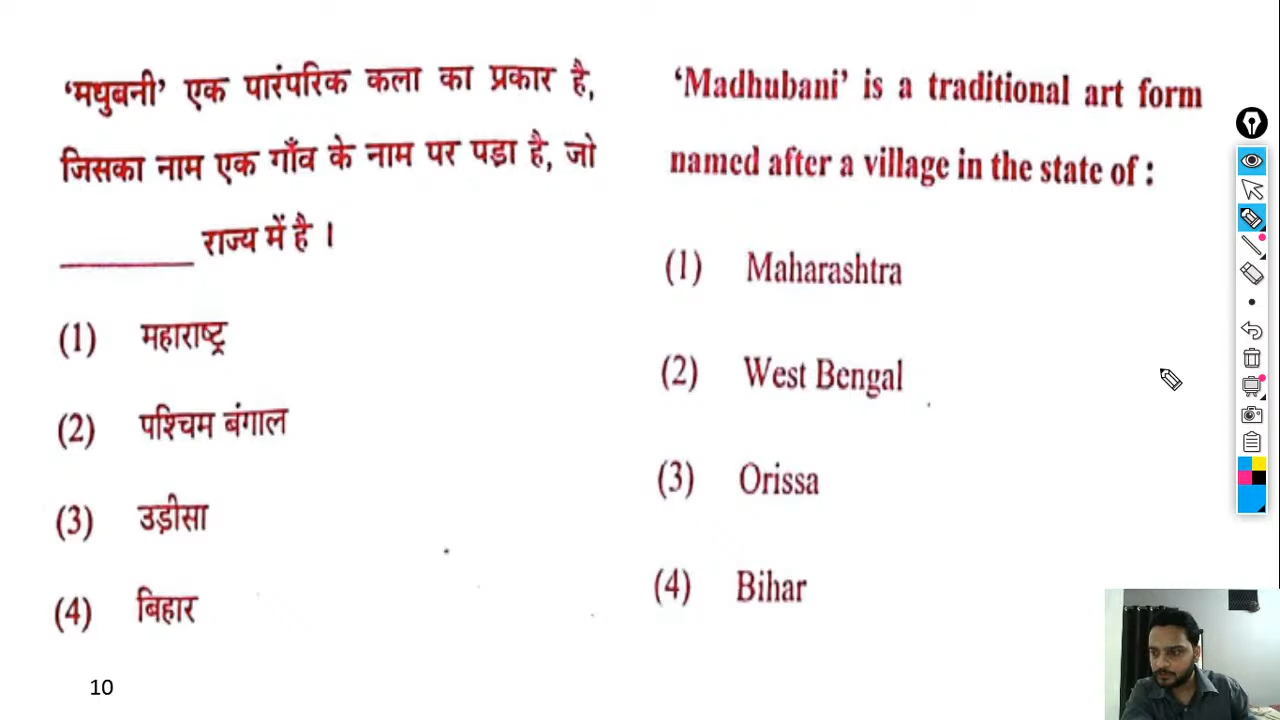 ‘मधुबनी’ एक पारंपरिक कला का प्रकार है,
जिसका नाम एक गाँव के नाम पर पड़ा है, जो
________ राज्य में है ।
(1) महाराष्ट्र
(2) पश्चिम बंगाल
(3) उड़ीसा
(4) बिहार
‘Madhubani’ is a traditional art form
named after a village in the state of :
(1) Maharashtra
(2) West Bengal
(3) Orissa
(4) Bihar
10